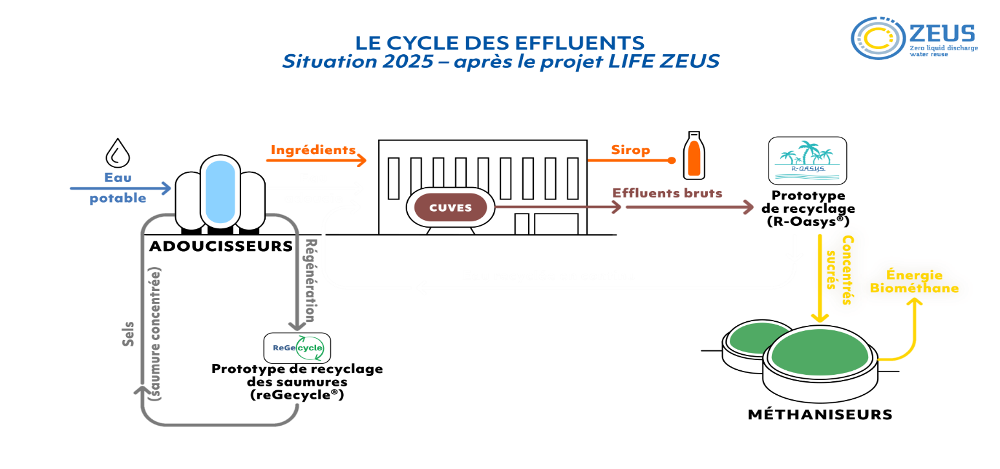 LE CYCLE DES EFFLUENTS
Situation 2025 – après le projet LIFE ZEUS
ZEUS
Zero liquid discharge
water reuse
Eau
potable
Ingrédients
Sirop
CUVES
Effluents bruts
R-OASYS
Prototype
de recyclage
(R-Oasys®)
ADOUCISSEURS
Régénération
Sels
(saumure concentrée)
ReGecycle
Prototype de recyclage
des saumures
(reGecycle®)
Concentrés
sucrés
Énergie
Biométhane
MÉTHANISEURS